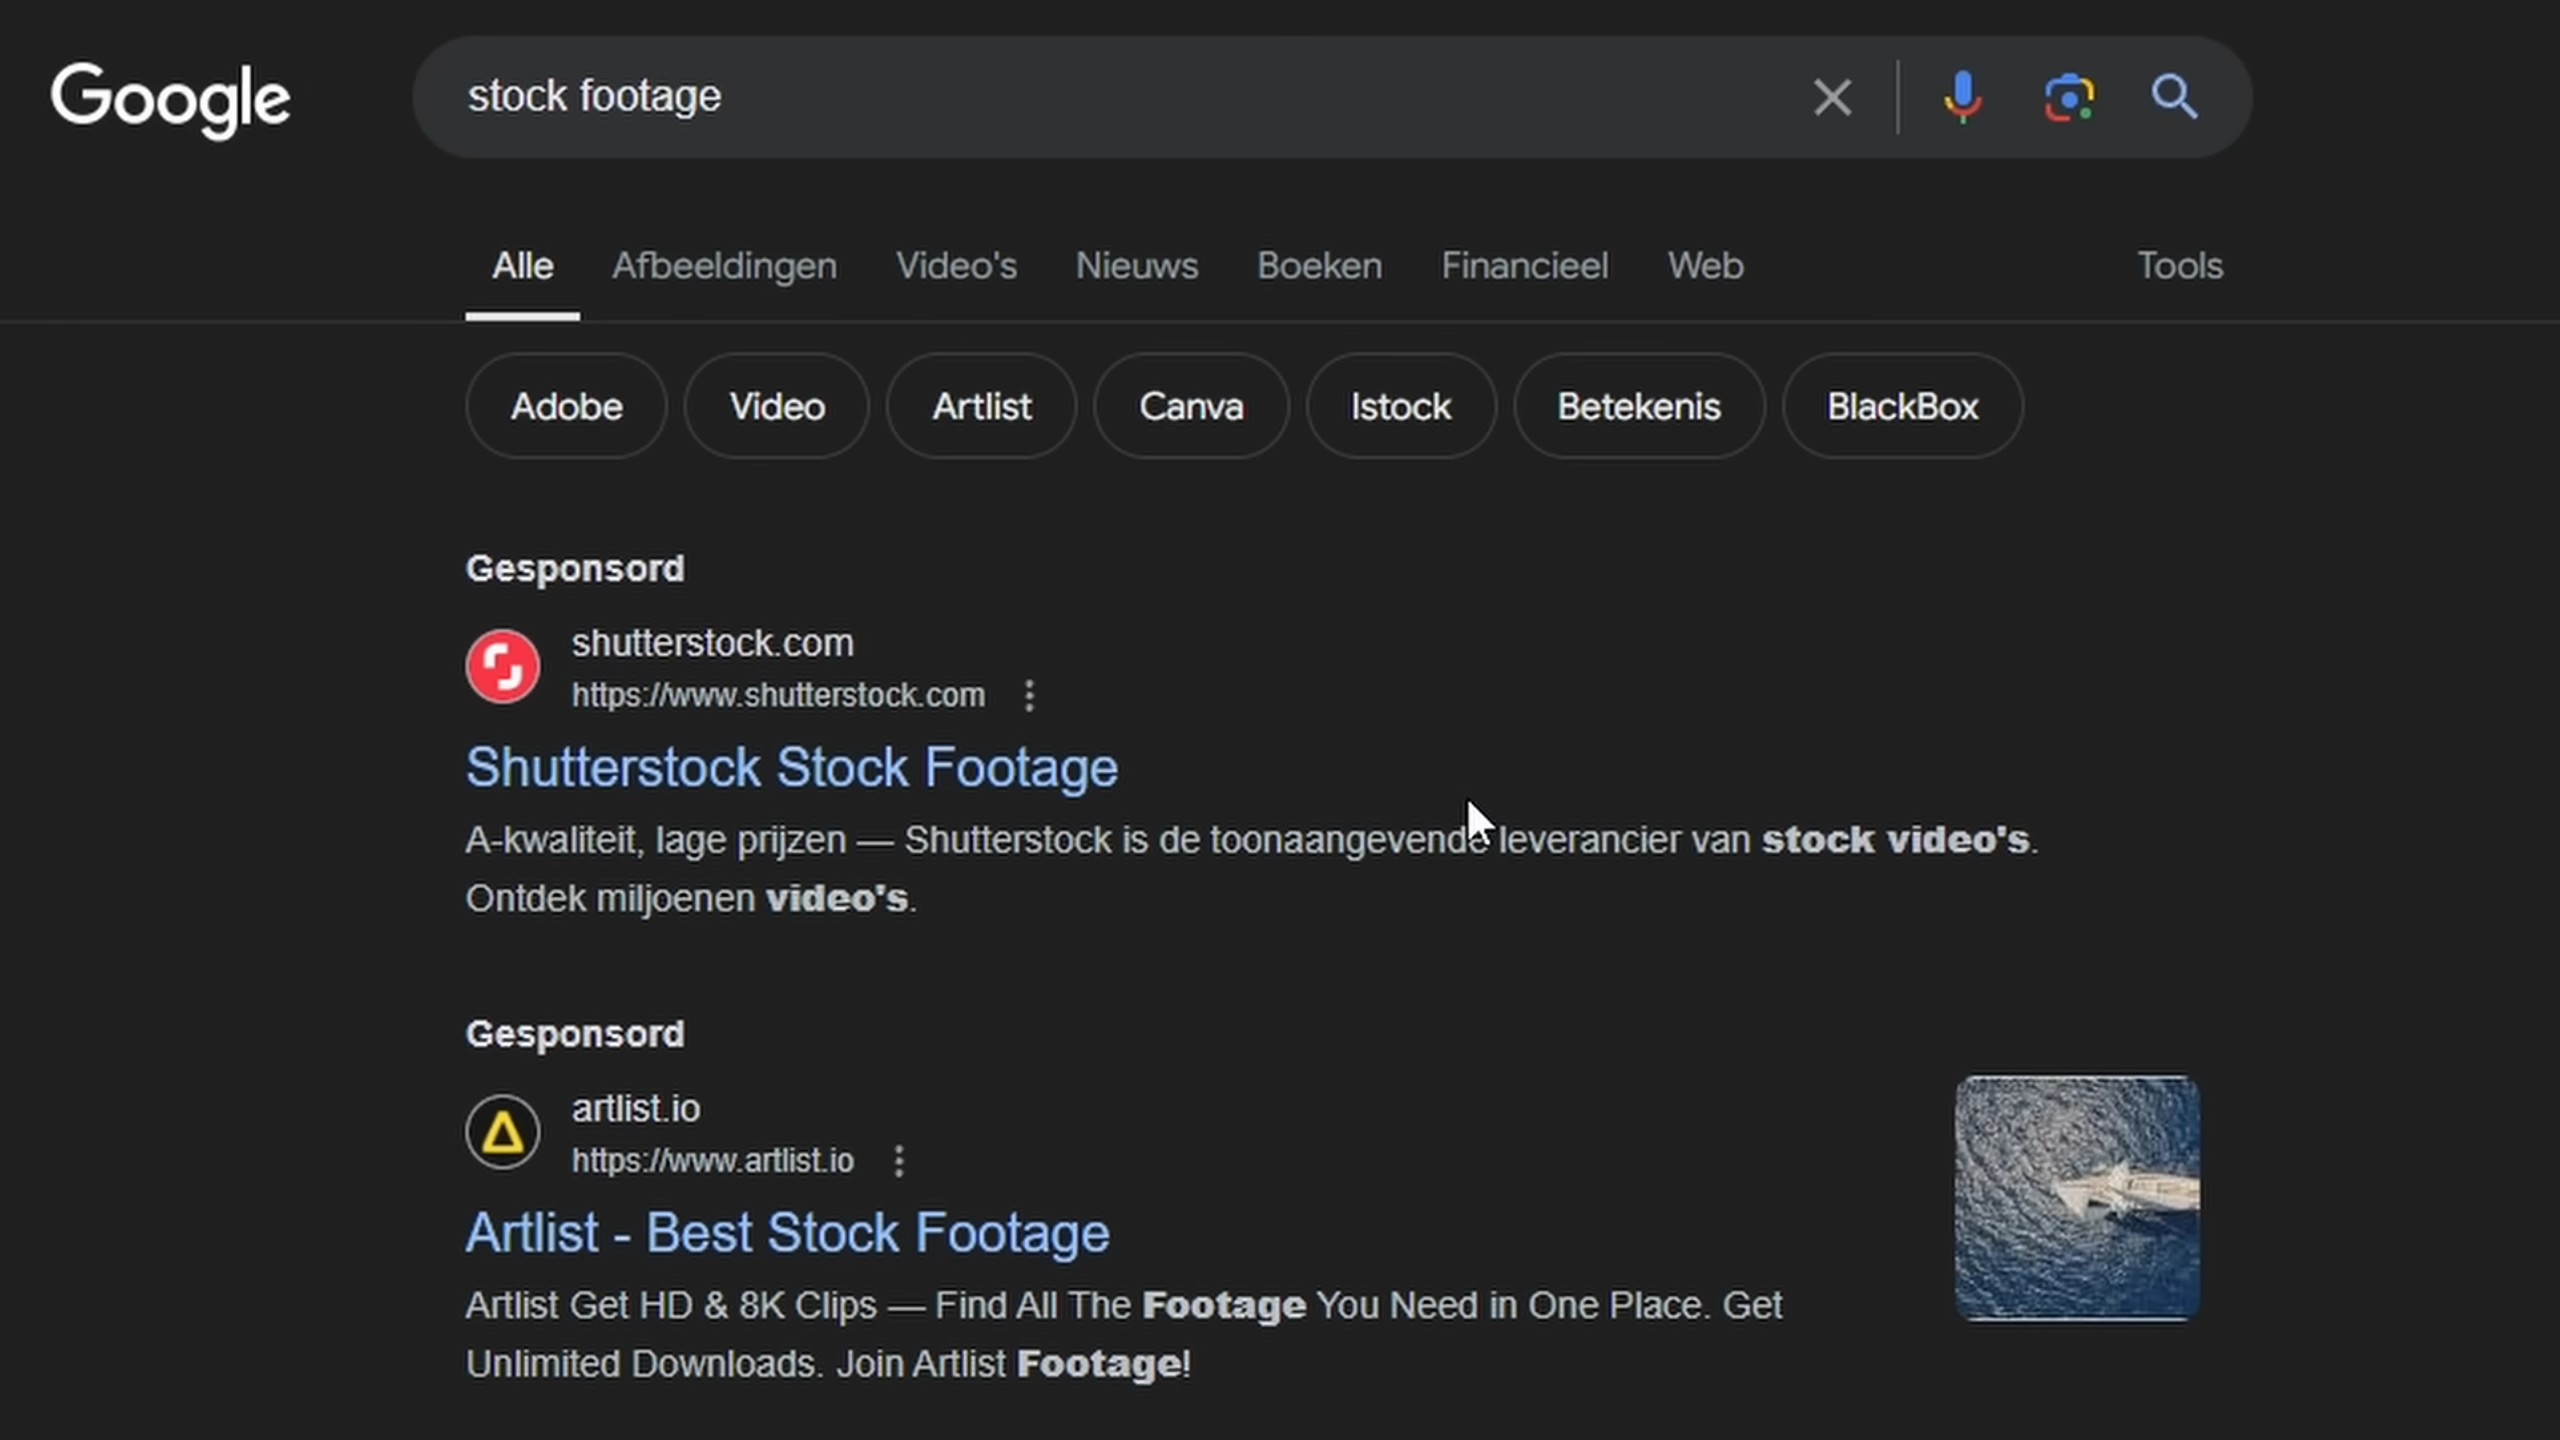 Google
stock footage
Alle Afbeeldingen Video's Nieuws Boeken Financieel Web Tools
Adobe Video Artlist Canva Istock Betekenis BlackBox
Gesponsord
shutterstock.com
https://www.shutterstock.com
Shutterstock Stock Footage
A-kwaliteit, lage prijzen — Shutterstock is de toonaangevende leverancier van stock video's.
Ontdek miljoenen video's.
Gesponsord
artlist.io
https://www.artlist.io
Artlist - Best Stock Footage
Artlist Get HD & 8K Clips — Find All The Footage You Need in One Place. Get
Unlimited Downloads. Join Artlist Footage!